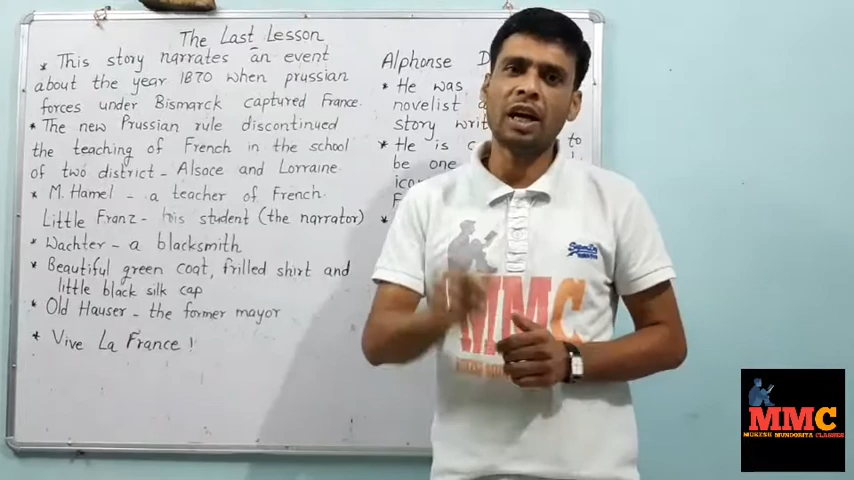 The Last Lesson
* This story narrates an event
about the year 1870 when prussian
forces under Bismarck captured France.
* The new Prussian rule discontinued
the teaching of French in the school
of two district - Alsace and Lorraine
* M. Hamel - a teacher of French.
Little Franz - his student (the narrator)
* Wachter - a blacksmith
* Beautiful green coat, frilled shirt and
little black silk cap
* Old Hauser - The former mayor
* Vive La France !
Alphonse
* He was
novelist
story
* He is
be one
MMC
SuperDry
MMC
MUKESH MUNDORIYA CLASSES